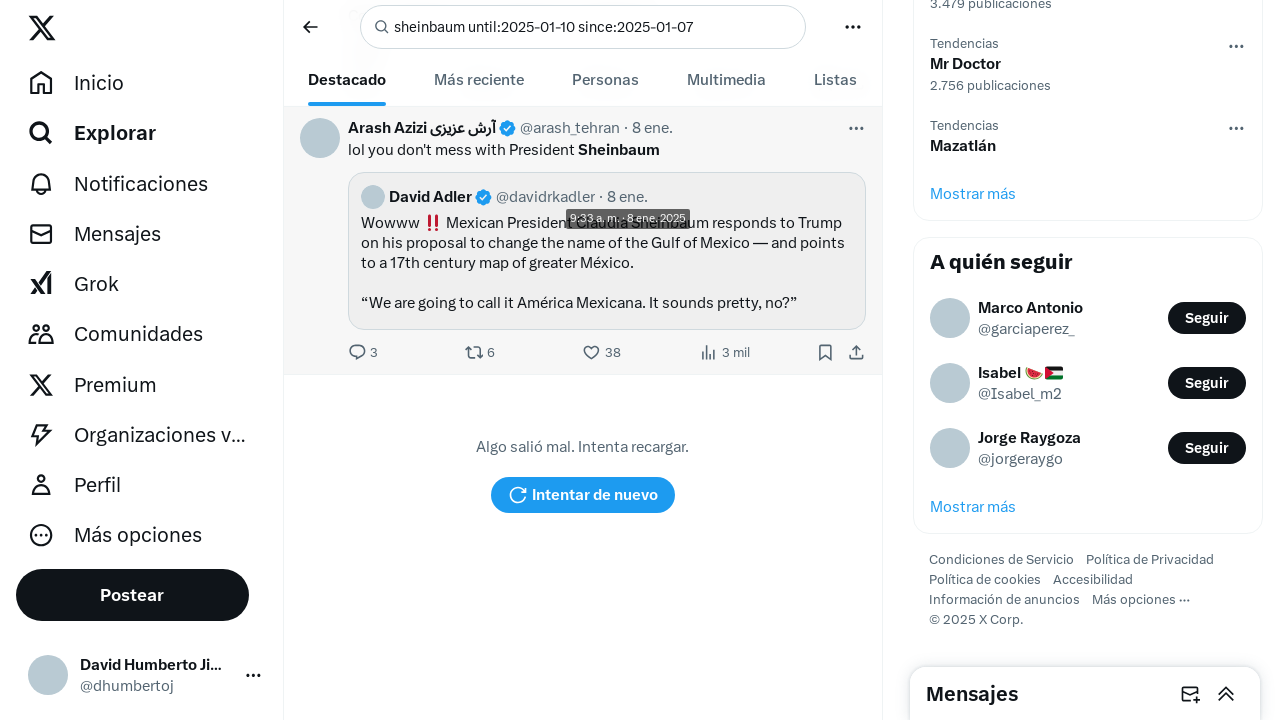 Inicio
Explorar
Notificaciones
Mensajes
Grok
Comunidades
Premium
Organizaciones v...
Perfil
Más opciones
Postear
David Humberto Ji...
@dhumbertoj
sheinbaum until:2025-01-10 since:2025-01-07
Destacado
Más reciente
Personas
Multimedia
Listas
Arash Azizi آرش عزیزی @arash_tehran · 8 ene.
lol you don't mess with President Sheinbaum
David Adler @davidrkadler · 8 ene.
9:33 a. m. · 8 ene. 2025
Wowww ‼️ Mexican President Claudia Sheinbaum responds to Trump
on his proposal to change the name of the Gulf of Mexico — and points
to a 17th century map of greater México.
“We are going to call it América Mexicana. It sounds pretty, no?”
3
6
38
3 mil
Algo salió mal. Intenta recargar.
Intentar de nuevo
3.479 publicaciones
Tendencias
Mr Doctor
2.756 publicaciones
Tendencias
Mazatlán
Mostrar más
A quién seguir
Marco Antonio
@garciaperez_
Seguir
Isabel 🍉🇵🇸
@Isabel_m2
Seguir
Jorge Raygoza
@jorgeraygo
Seguir
Mostrar más
Condiciones de Servicio Política de Privacidad
Política de cookies Accesibilidad
Información de anuncios Más opciones ···
© 2025 X Corp.
Mensajes